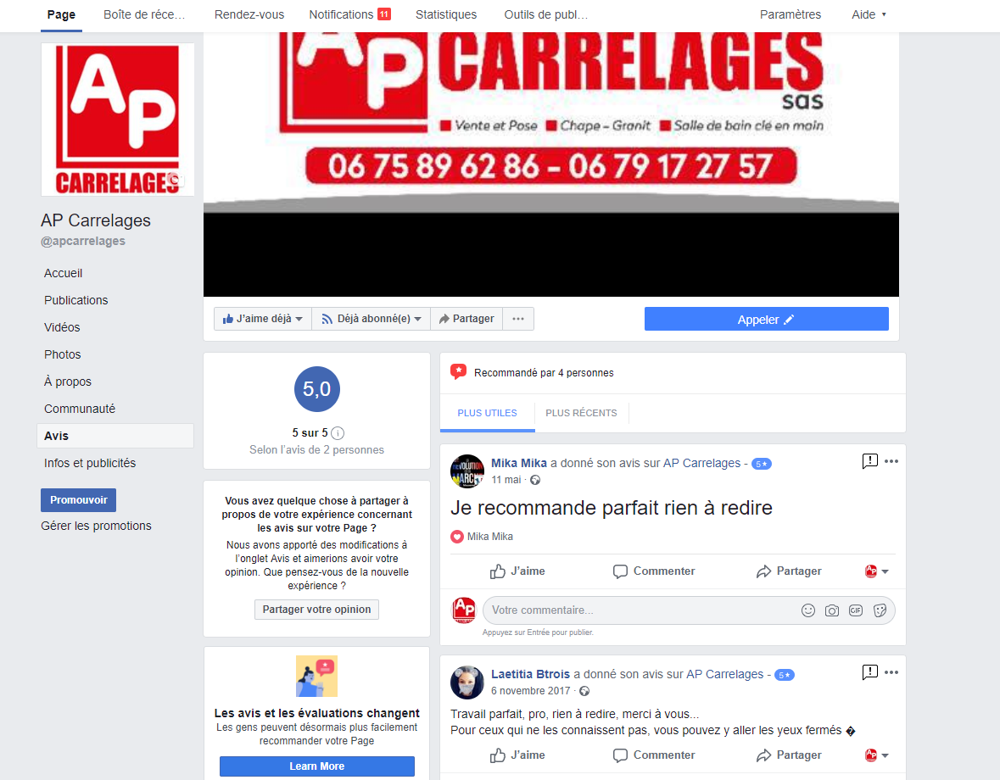 Page
Boîte de réce…
Rendez-vous
Notifications 11
Statistiques
Outils de publ…
Paramètres
Aide
AP
CARRELAGES
AP CARRELAGES
sas
Vente et Pose Chape - Granit Salle de bain clé en main
06 75 89 62 86 - 06 79 17 27 57
AP Carrelages
@apcarrelages
Accueil
Publications
Vidéos
Photos
À propos
Communauté
Avis
Infos et publicités
Promouvoir
Gérer les promotions
J’aime déjà
Déjà abonné(e)
Partager
Appeler
5,0
5 sur 5
Selon l’avis de 2 personnes
Vous avez quelque chose à partager à
propos de votre expérience concernant
les avis sur votre Page ?
Nous avons apporté des modifications à
l’onglet Avis et aimerions avoir votre
opinion. Que pensez-vous de la nouvelle
expérience ?
Partager votre opinion
Les avis et les évaluations changent
Les gens peuvent désormais plus facilement
recommander votre Page
Learn More
Recommandé par 4 personnes
PLUS UTILES
PLUS RÉCENTS
Mika Mika a donné son avis sur AP Carrelages - 5★
11 mai ·
Je recommande parfait rien à redire
Mika Mika
J’aime
Commenter
Partager
AP
AP
Votre commentaire...
GIF
Appuyez sur Entrée pour publier.
Laetitia Btrois a donné son avis sur AP Carrelages - 5★
6 novembre 2017 ·
Travail parfait, pro, rien à redire, merci à vous...
Pour ceux qui ne les connaissent pas, vous pouvez y aller les yeux fermés �
J’aime
Commenter
Partager
AP